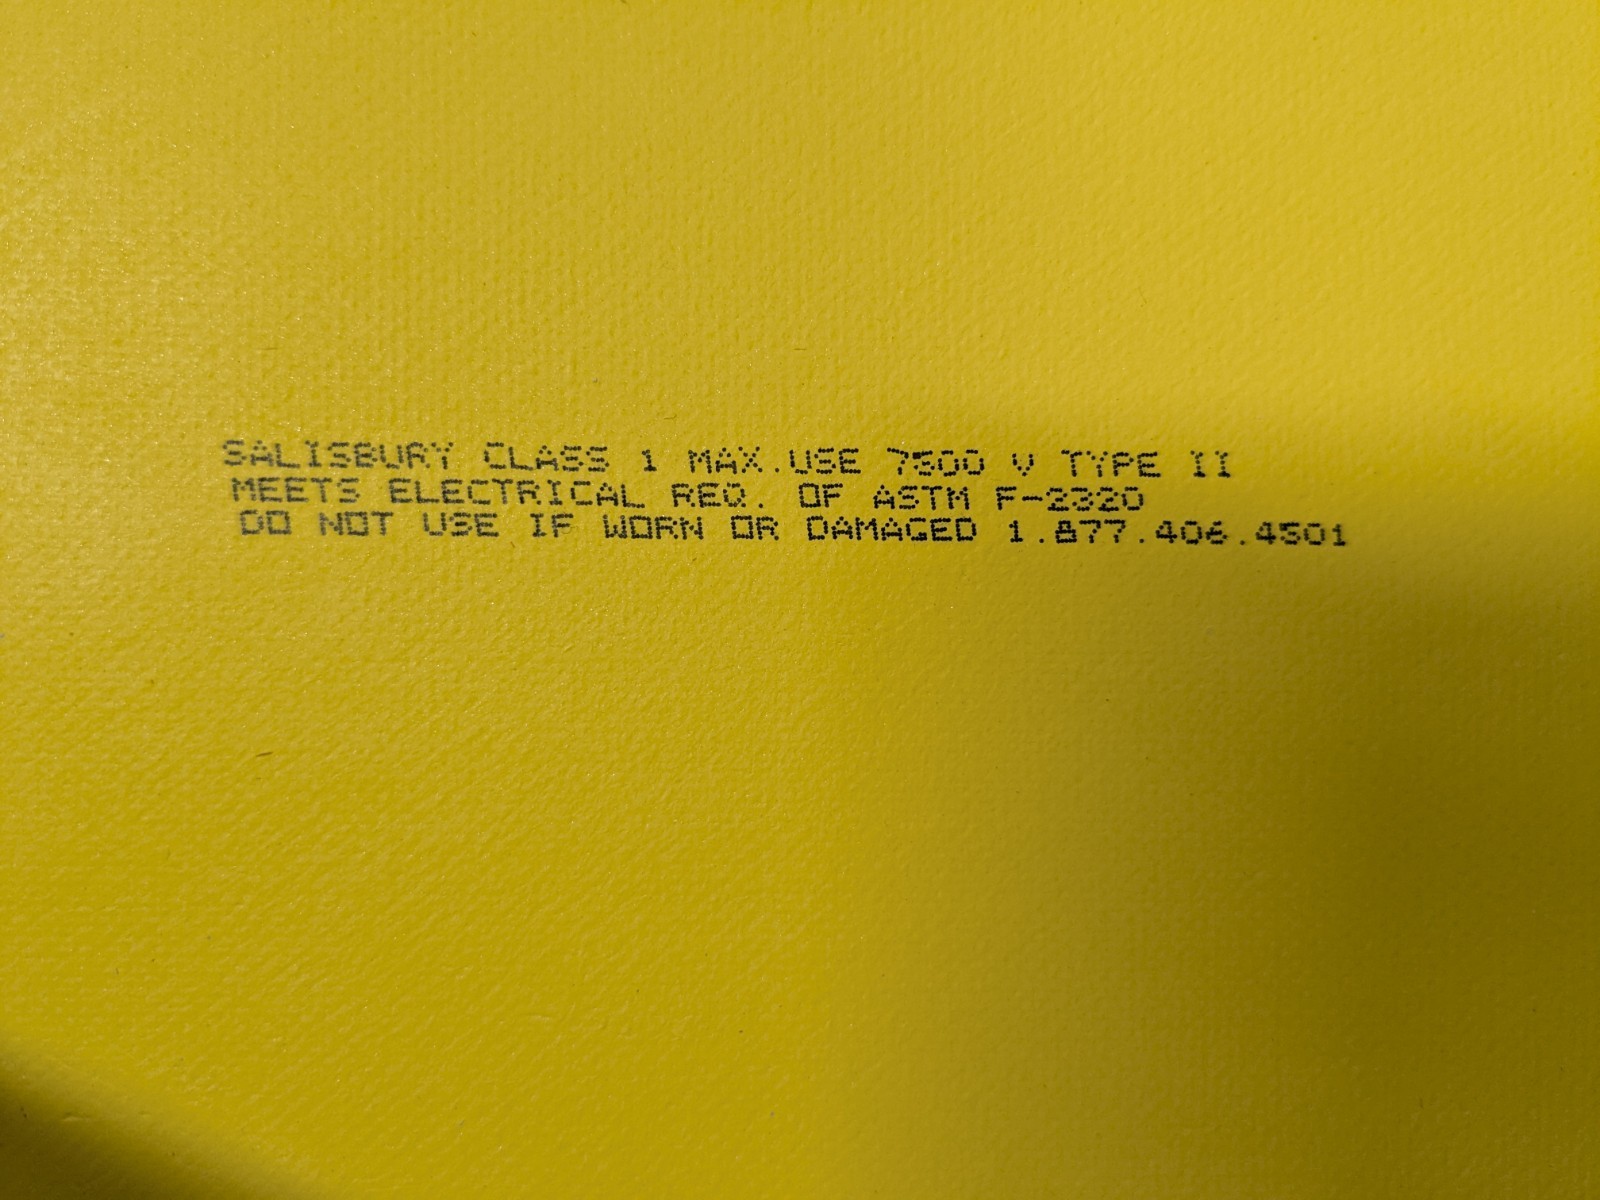 SALISBURY CLASS 1 MAX.USE 7500 V TYPE II
MEETS ELECTRICAL REQ. OF ASTM F-2320
DO NOT USE IF WORN OR DAMAGED 1.877.406.4501